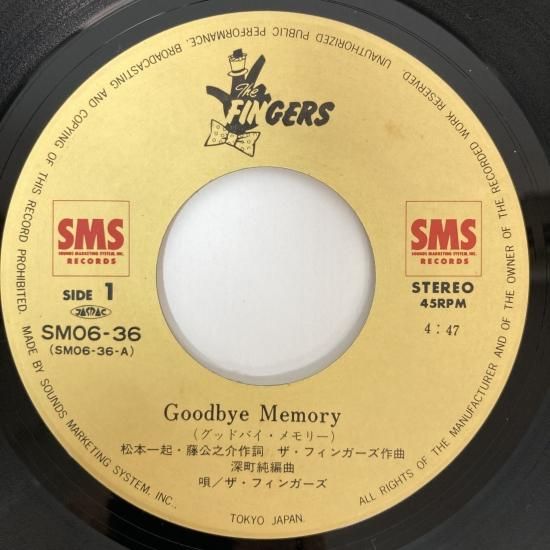 The
FINGERS
SMS
SOUNDS MARKETING SYSTEM, INC.
RECORDS
SMS
SOUNDS MARKETING SYSTEM, INC.
RECORDS
SIDE 1
JASRAC
SM06-36
(SM06-36-A)
STEREO
45RPM
4:47
Goodbye Memory
(グッドバイ・メモリー)
松本一起・藤公之介作詞 ザ・フィンガーズ作曲
深町純編曲
唄/ザ・フィンガーズ
TOKYO JAPAN.
MADE BY SOUNDS MARKETING SYSTEM, INC., ALL RIGHTS OF THE MANUFACTURER AND OF THE OWNER OF THE RECORDED WORK RESERVED. UNAUTHORIZED PUBLIC PERFORMANCE, BROADCASTING AND COPYING OF THIS RECORD PROHIBITED.